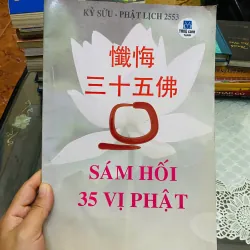 KỶ SỬU - PHẬT LỊCH 2553
懺悔
三十五佛
SÁM HỐI
35 VỊ PHẬT